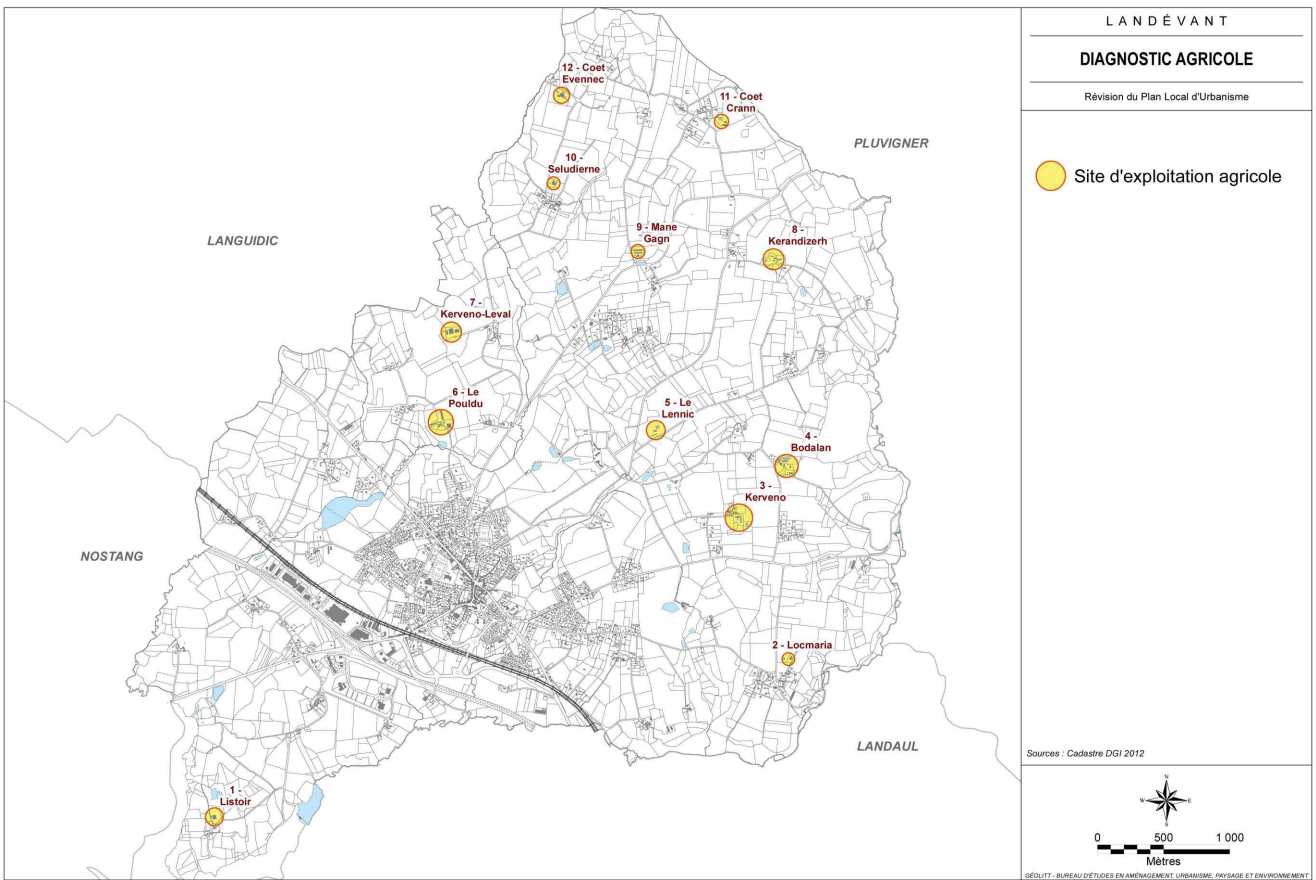 LANDÉVANT
DIAGNOSTIC AGRICOLE
Révision du Plan Local d'Urbanisme
Site d'exploitation agricole
12 - Coet
Evennec
11 - Coet
Crann
PLUVIGNER
10 -
Seludierne
LANGUIDIC
9 - Mane
Gagn
8 -
Kerandizerh
7 -
Kerveno-Leval
6 - Le
Pouldu
5 - Le
Lennic
4 -
Bodalan
3 -
Kerveno
NOSTANG
2 - Locmaria
LANDAUL
1 -
Listoir
Sources : Cadastre DGI 2012
N
W E
S
0 500 1 000
Mètres
GÉOLITT - BUREAU D'ÉTUDES EN AMÉNAGEMENT, URBANISME, PAYSAGE ET ENVIRONNEMENT